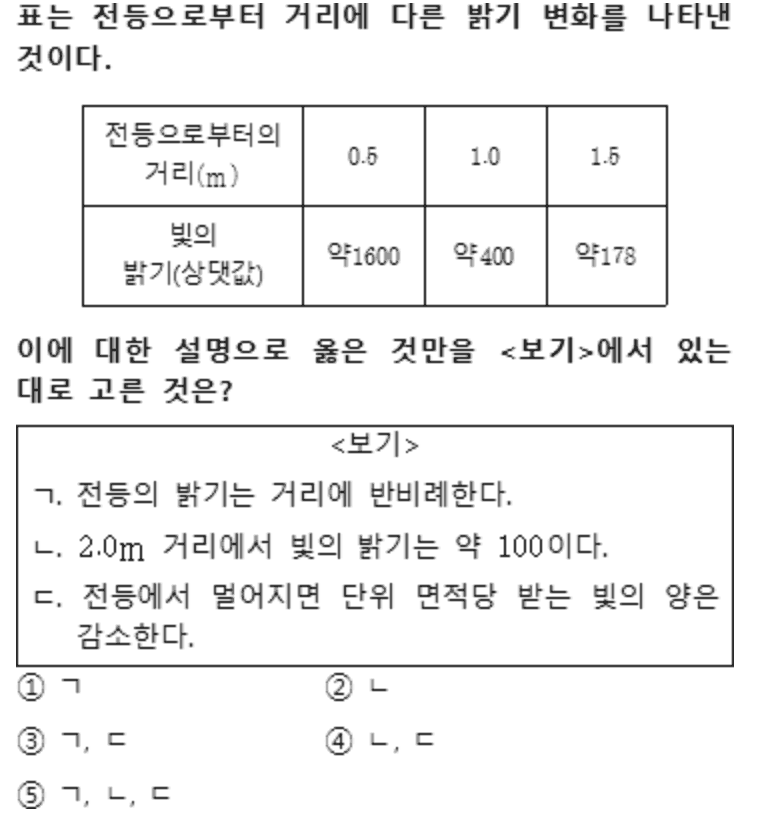 표는 전등으로부터 거리에 다른 밝기 변화를 나타낸
것이다.
전등으로부터의
거리(m)
0.5
1.0
1.5
빛의
밝기(상댓값)
약1600
약400
약178
이에 대한 설명으로 옳은 것만을 <보기>에서 있는
대로 고른 것은?
<보기>
ㄱ. 전등의 밝기는 거리에 반비례한다.
ㄴ. 2.0m 거리에서 빛의 밝기는 약 100이다.
ㄷ. 전등에서 멀어지면 단위 면적당 받는 빛의 양은
감소한다.
① ㄱ ② ㄴ
③ ㄱ, ㄷ ④ ㄴ, ㄷ
⑤ ㄱ, ㄴ, ㄷ